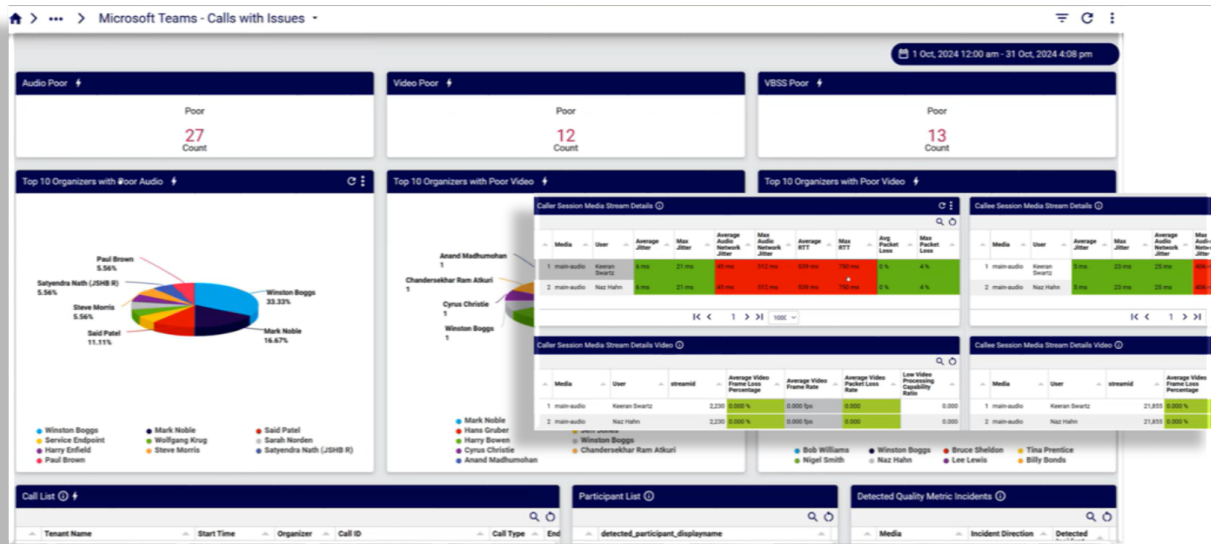 Microsoft Teams - Calls with Issues
1 Oct, 2024 12:00 am - 31 Oct, 2024 4:08 pm
Audio Poor
Video Poor
VBSS Poor
Poor
27
Count
Poor
12
Count
Poor
13
Count
Top 10 Organizers with Poor Audio
Top 10 Organizers with Poor Video
Top 10 Organizers with Poor Video
Paul Brown
5.56%
Satyendra Nath (JSHB R)
5.56%
Steve Morris
5.56%
Said Patel
11.11%
Winston Boggs
33.33%
Mark Noble
16.67%
Winston Boggs
Mark Noble
Said Patel
Service Endpoint
Wolfgang Krug
Sarah Norden
Harry Enfield
Steve Morris
Satyendra Nath (JSHB R)
Paul Brown
Anand Madhumohan
1
Chandersekhar Ram Atkuri
1
Cyrus Christie
1
Winston Boggs
1
Mark Noble
Hans Gruber
Harry Bowen
Winston Boggs
Cyrus Christie
Chandersekhar Ram Atkuri
Anand Madhumohan
Caller Session Media Stream Details
Media
User
Average Jitter
Max Jitter
Average Audio Network Jitter
Max Audio Network Jitter
Average RTT
Max RTT
Avg Packet Loss
Max Packet Loss
1 main-audio Keeran Swartz 6 ms 21 ms 45 ms 512 ms 509 ms 750 ms 0 % 4 %
2 main-audio Naz Hahn 6 ms 21 ms 45 ms 512 ms 509 ms 750 ms 0 % 4 %
1
Callee Session Media Stream Details
Media
User
Average Jitter
Max Jitter
Average Audio Network Jitter
Max
1 main-audio Keeran Swartz 5 ms 23 ms 25 ms
2 main-audio Naz Hahn 5 ms 23 ms 25 ms
1
Caller Session Media Stream Details Video
Media
User
streamid
Average Video Frame Loss Percentage
Average Video Frame Rate
Average Video Packet Loss Rate
Low Video Processing Capability Ratio
1 main-audio Keeran Swartz 2,230 0.000 % 0.000 fps 0.000 0.000
2 main-audio Naz Hahn 2,230 0.000 % 0.000 fps 0.000 0.000
Callee Session Media Stream Details Video
Media
User
streamid
Average Video Frame Loss Percentage
1 main-audio Keeran Swartz 21,855 0.000 %
2 main-audio Naz Hahn 21,855 0.000 %
Bob Williams
Winston Boggs
Bruce Sheldon
Tina Prentice
Nigel Smith
Naz Hahn
Lee Lewis
Billy Bonds
Call List
Tenant Name
Start Time
Organizer
Call ID
Call Type
End
Participant List
detected_participant_displayname
Detected Quality Metric Incidents
Media
Incident Direction
Detected